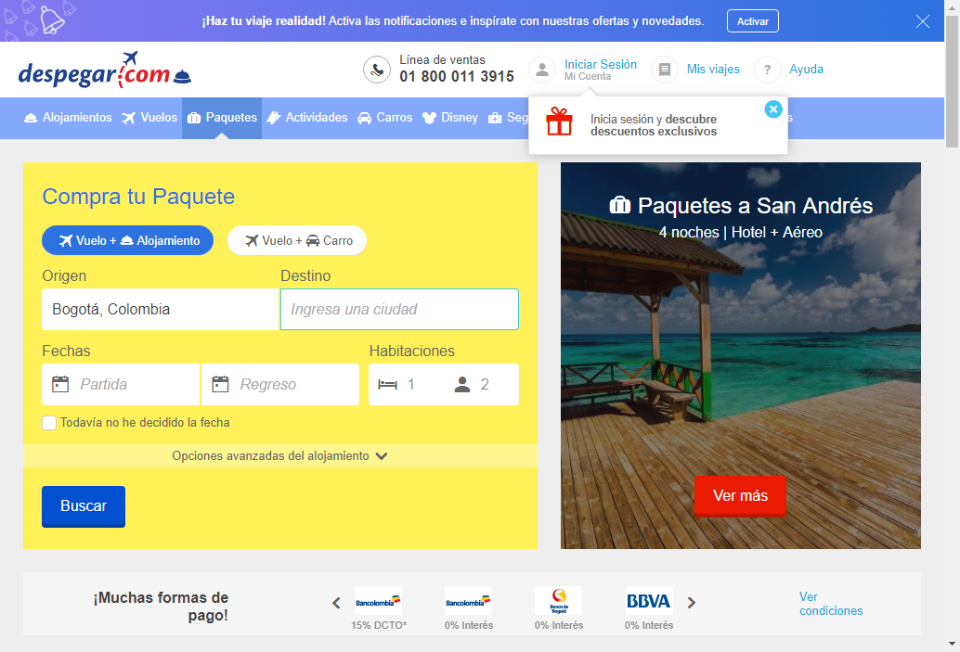 ¡Haz tu viaje realidad! Activa las notificaciones e inspírate con nuestras ofertas y novedades.
Activar
despegar.com
Línea de ventas
01 800 011 3915
Iniciar Sesión
Mi Cuenta
Mis viajes
? Ayuda
Alojamientos
Vuelos
Paquetes
Actividades
Carros
Disney
Seg
s
Inicia sesión y descubre
descuentos exclusivos
Compra tu Paquete
Vuelo + Alojamiento
Vuelo + Carro
Origen
Destino
Bogotá, Colombia
Ingresa una ciudad
Fechas
Habitaciones
Partida
Regreso
1
2
Todavía no he decidido la fecha
Opciones avanzadas del alojamiento
Buscar
Paquetes a San Andrés
4 noches | Hotel + Aéreo
Ver más
¡Muchas formas de
pago!
Bancolombia
15% DCTO*
Bancolombia
0% Interés
Banco de
Bogotá
0% Interés
BBVA
0% Interés
Ver
condiciones